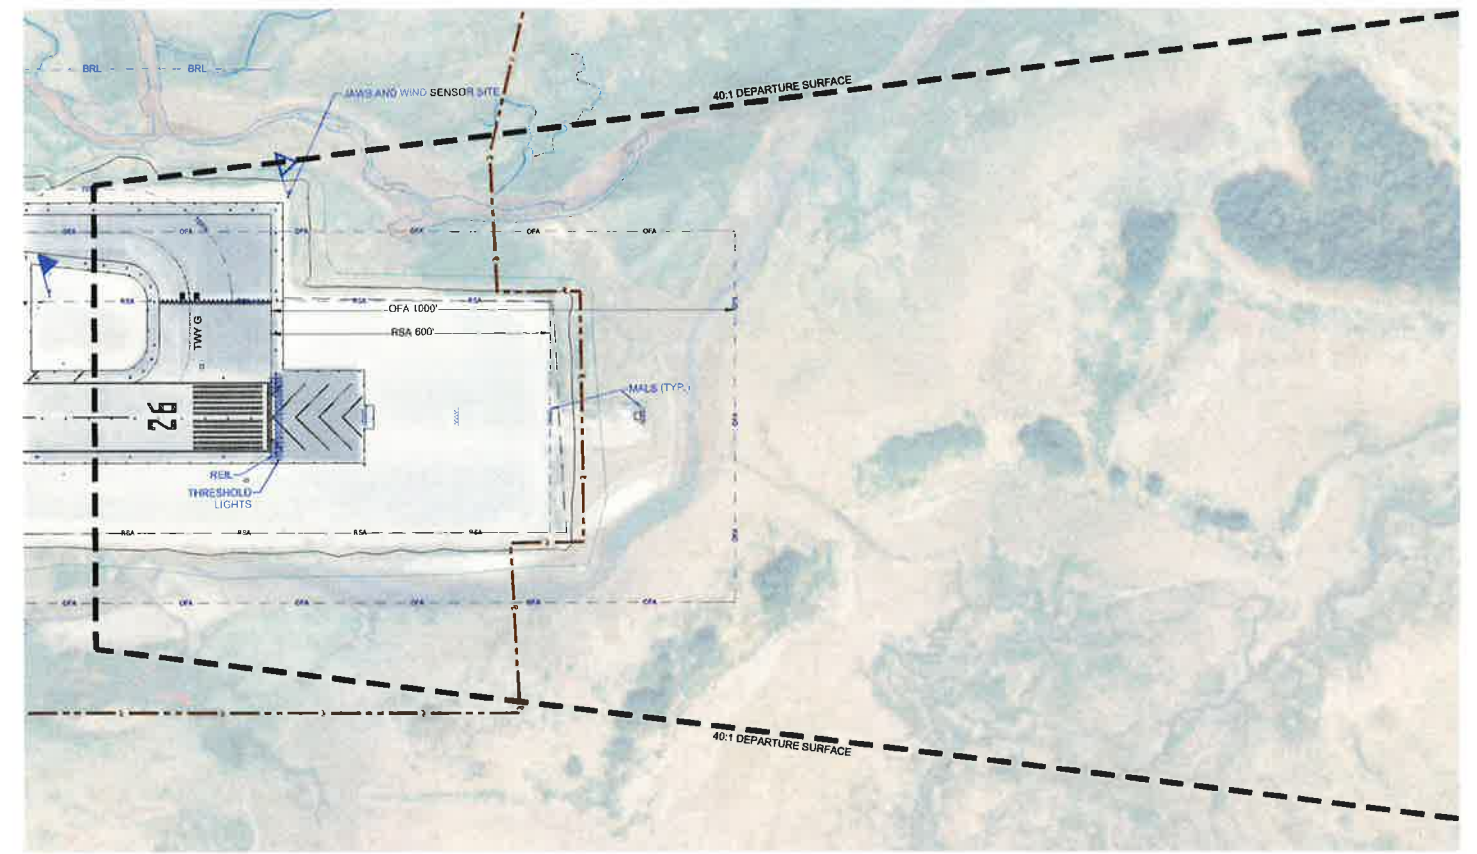 BRL
BRL
JAWS AND WIND SENSOR SITE
40:1 DEPARTURE SURFACE
OFA
OFA
OFA
OFA
OFA
OFA
RSA
RSA
RSA
OFA 1000'
RSA 600'
TWY G
MALS (TYP.)
26
OFA
REIL
THRESHOLD
LIGHTS
RSA
RSA
RSA
RSA
OFA
OFA
OFA
OFA
OFA
OFA
40:1 DEPARTURE SURFACE